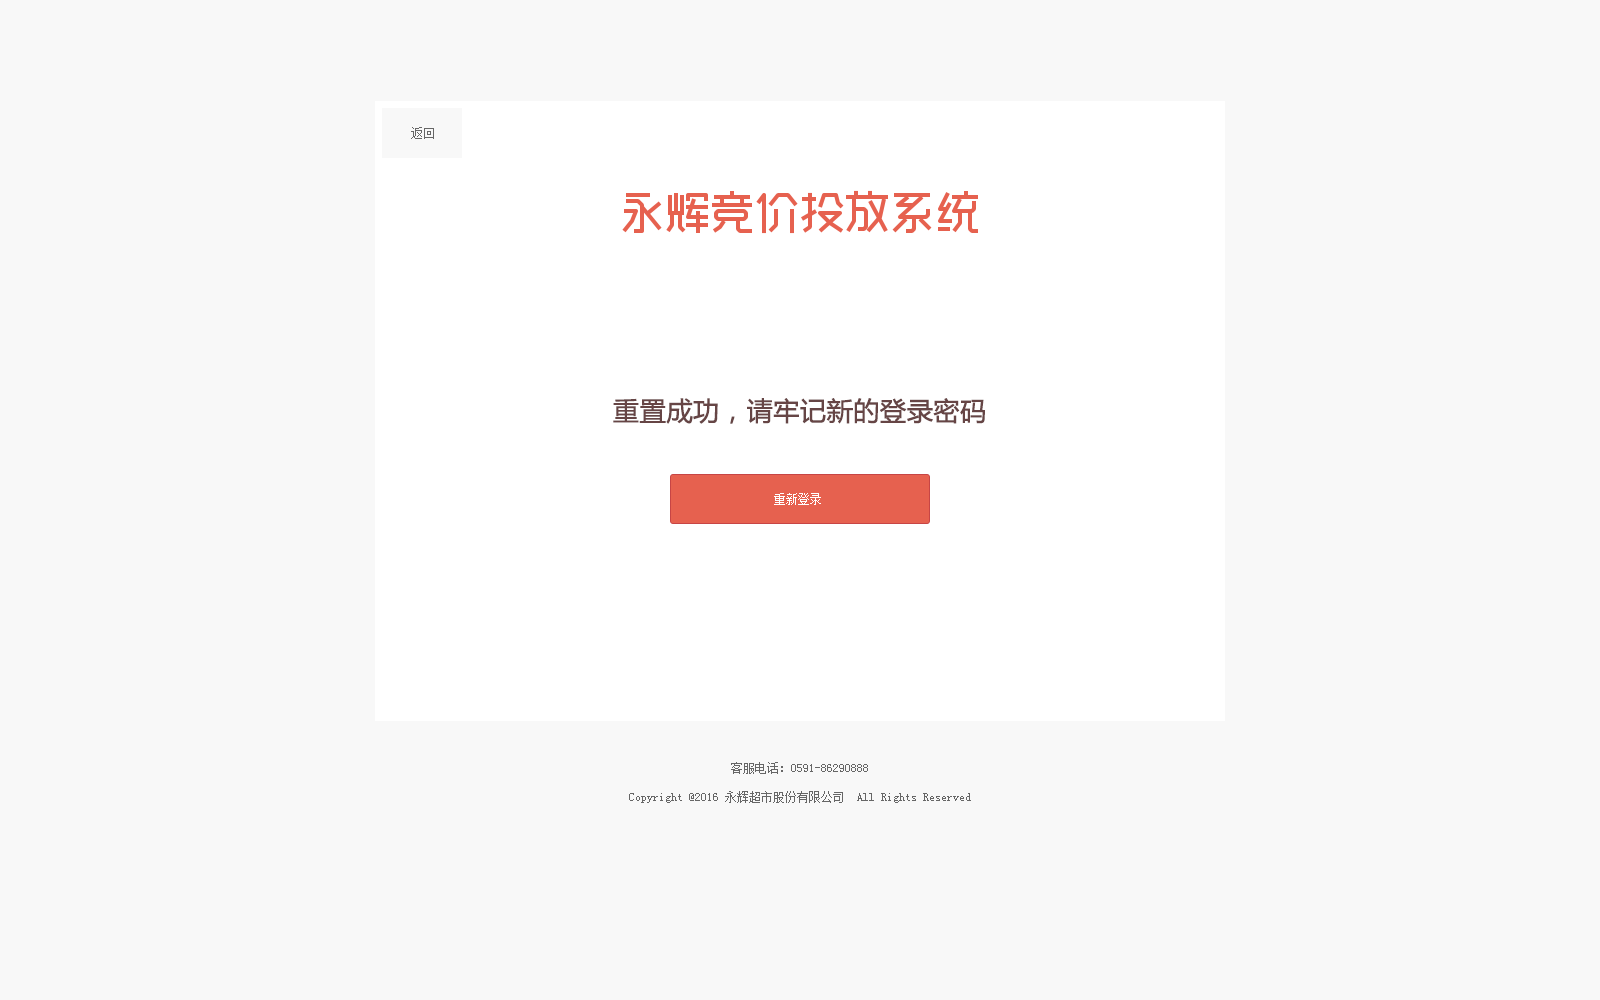 返回
永辉竞价投放系统
重置成功，请牢记新的登录密码
重新登录
客服电话：0591-86290888
Copyright @2016 永辉超市股份有限公司 All Rights Reserved